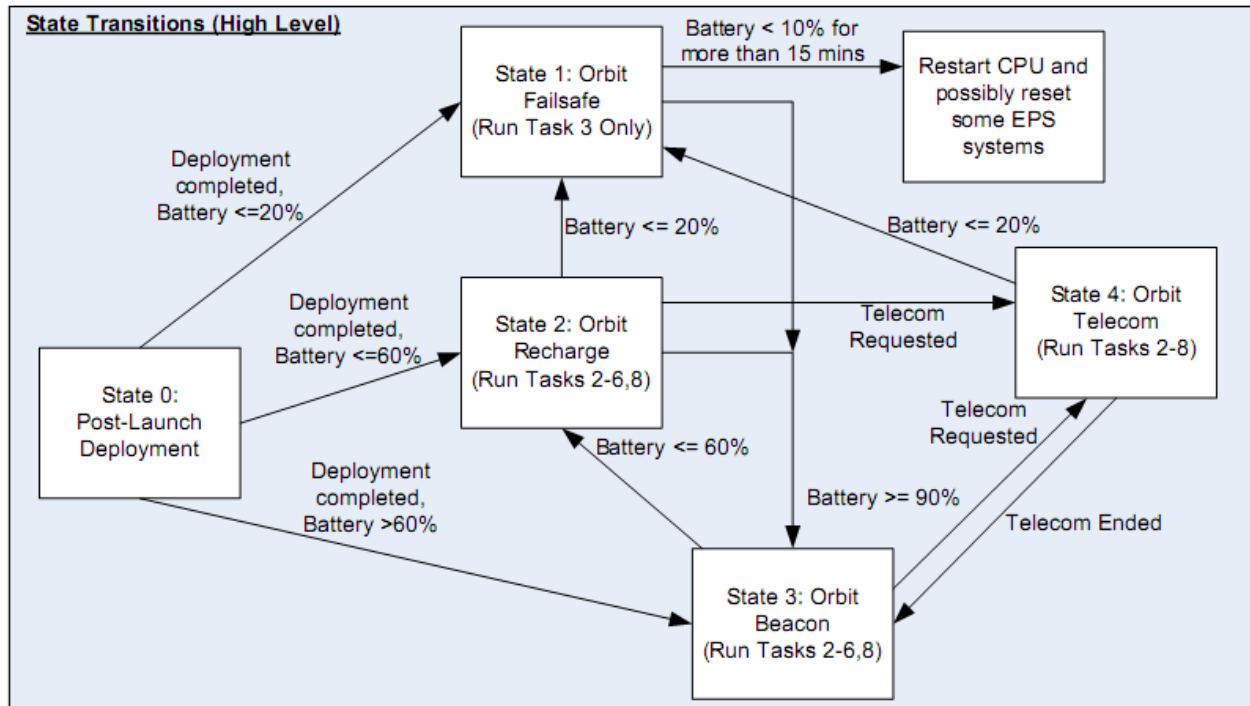 State Transitions (High Level)
Battery < 10% for
more than 15 mins
State 1: Orbit
Failsafe
(Run Task 3 Only)
Restart CPU and
possibly reset
some EPS
systems
Deployment
completed,
Battery <=20%
Battery <= 20%
Battery <= 20%
Deployment
completed,
Battery <=60%
State 2: Orbit
Recharge
(Run Tasks 2-6,8)
Telecom
Requested
State 4: Orbit
Telecom
(Run Tasks 2-8)
State 0:
Post-Launch
Deployment
Telecom
Requested
Battery <= 60%
Deployment
completed,
Battery >60%
Battery >= 90%
Telecom Ended
State 3: Orbit
Beacon
(Run Tasks 2-6,8)